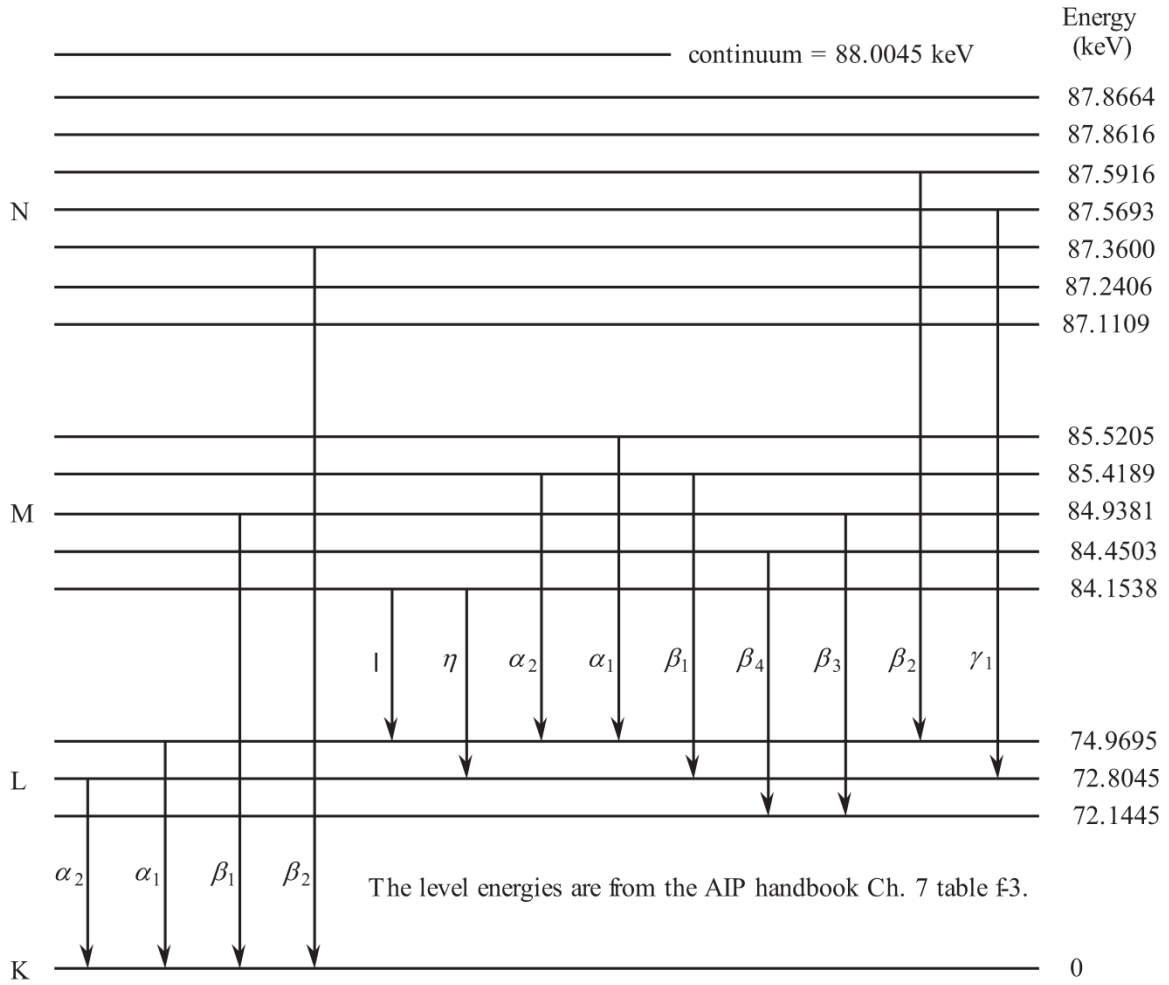 Energy
(keV)
continuum = 88.0045 keV
87.8664
87.8616
87.5916
N
87.5693
87.3600
87.2406
87.1109
85.5205
85.4189
M
84.9381
84.4503
84.1538
l η α₂ α₁ β₁ β₄ β₃ β₂ γ₁
74.9695
L
72.8045
72.1445
α₂ α₁ β₁ β₂
The level energies are from the AIP handbook Ch. 7 table f-3.
K
0